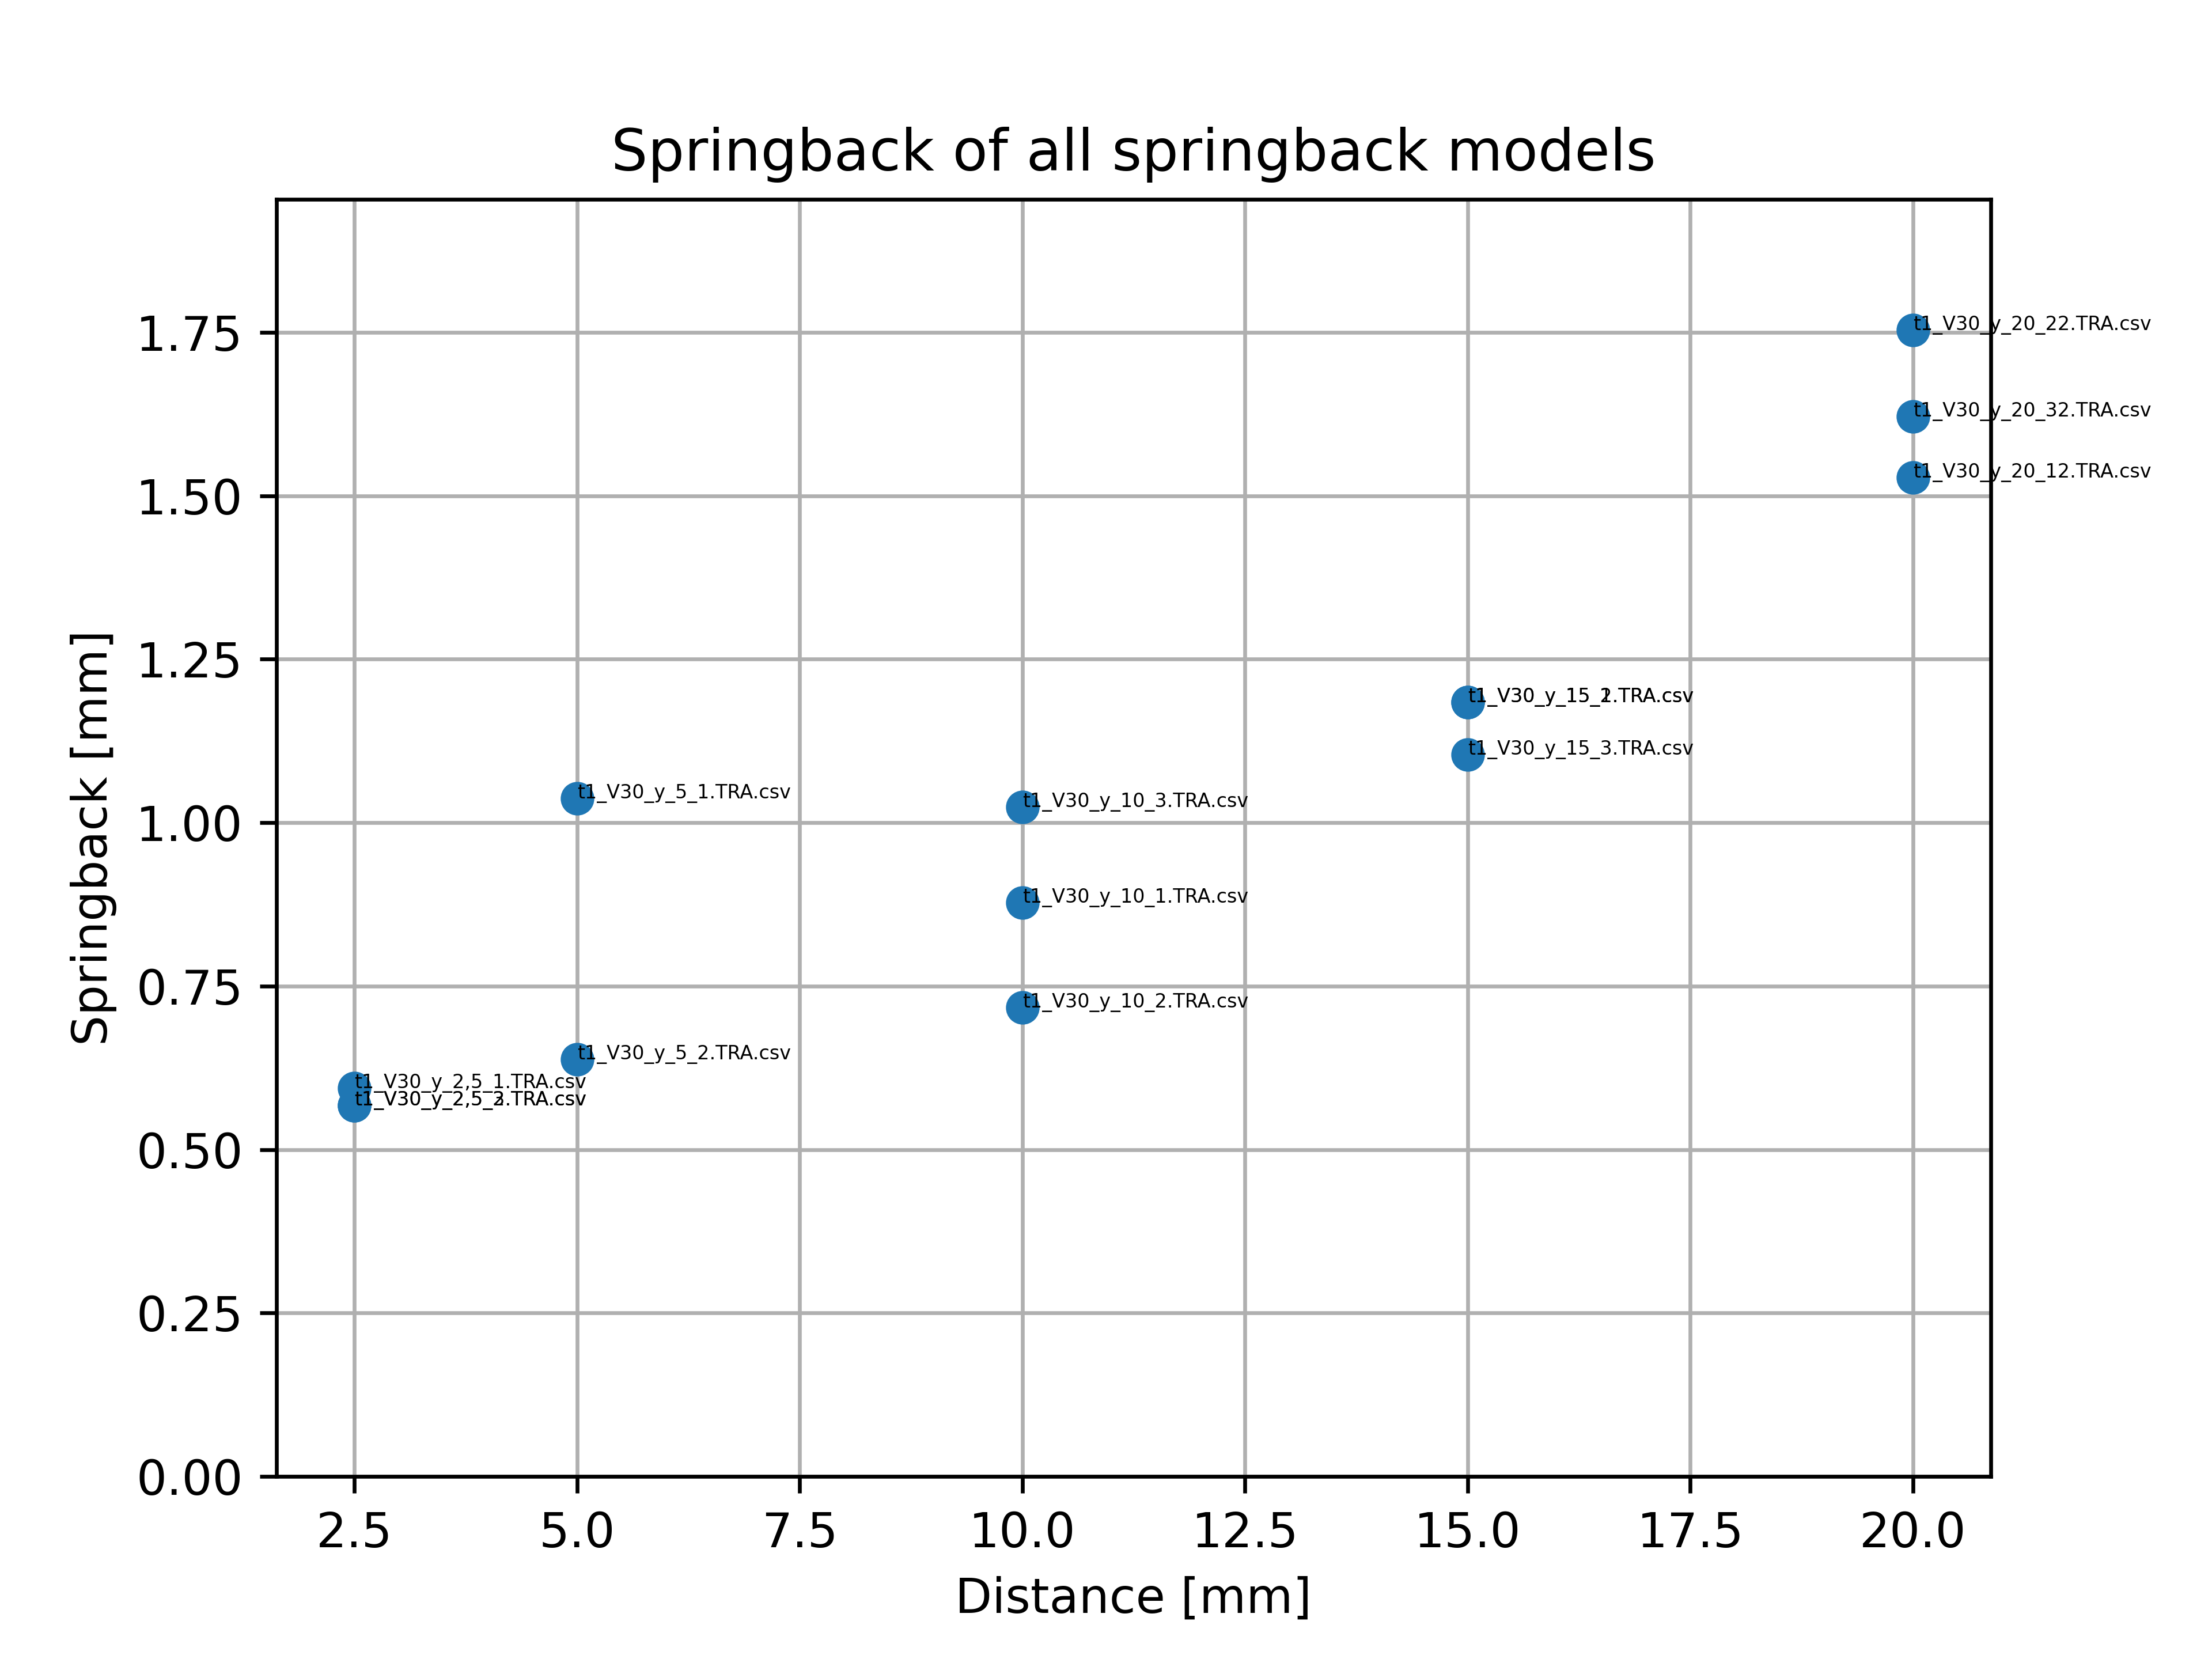 Springback of all springback models
Springback [mm]
1.75
1.50
1.25
1.00
0.75
0.50
0.25
0.00
t1_V30_y_20_22.TRA.csv
t1_V30_y_20_32.TRA.csv
t1_V30_y_20_12.TRA.csv
t1_V30_y_15_3.TRA.csv
t1_V30_y_5_1.TRA.csv
t1_V30_y_10_3.TRA.csv
t1_V30_y_10_1.TRA.csv
t1_V30_y_10_2.TRA.csv
t1_V30_y_5_2.TRA.csv
t1_V30_y_2,5_1.TRA.csv
2.5 5.0 7.5 10.0 12.5 15.0 17.5 20.0
Distance [mm]